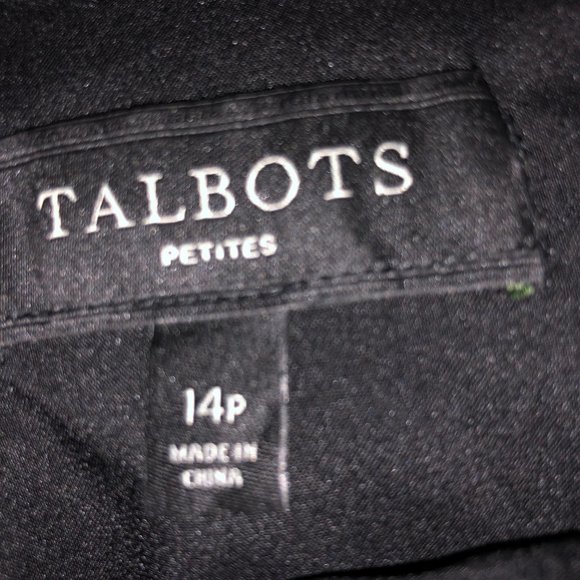 TALBOTS
PETITES
14P
MADE IN
CHINA